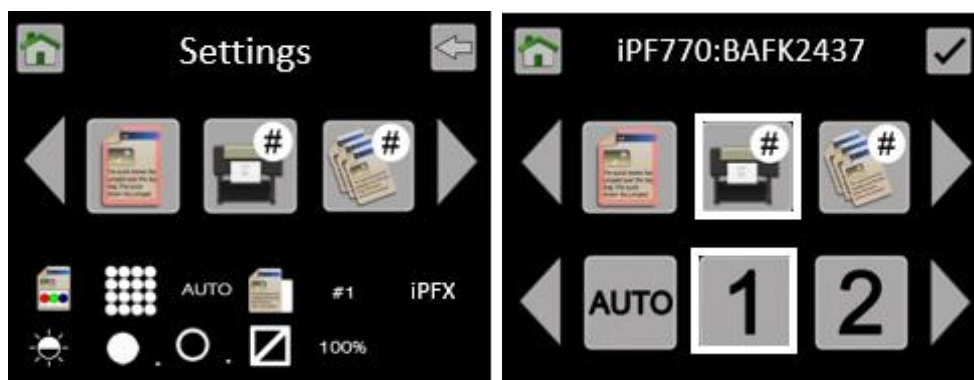 Settings
# #
AUTO #1 iPFX
100%
iPF770:BAFK2437
# #
AUTO 1 2